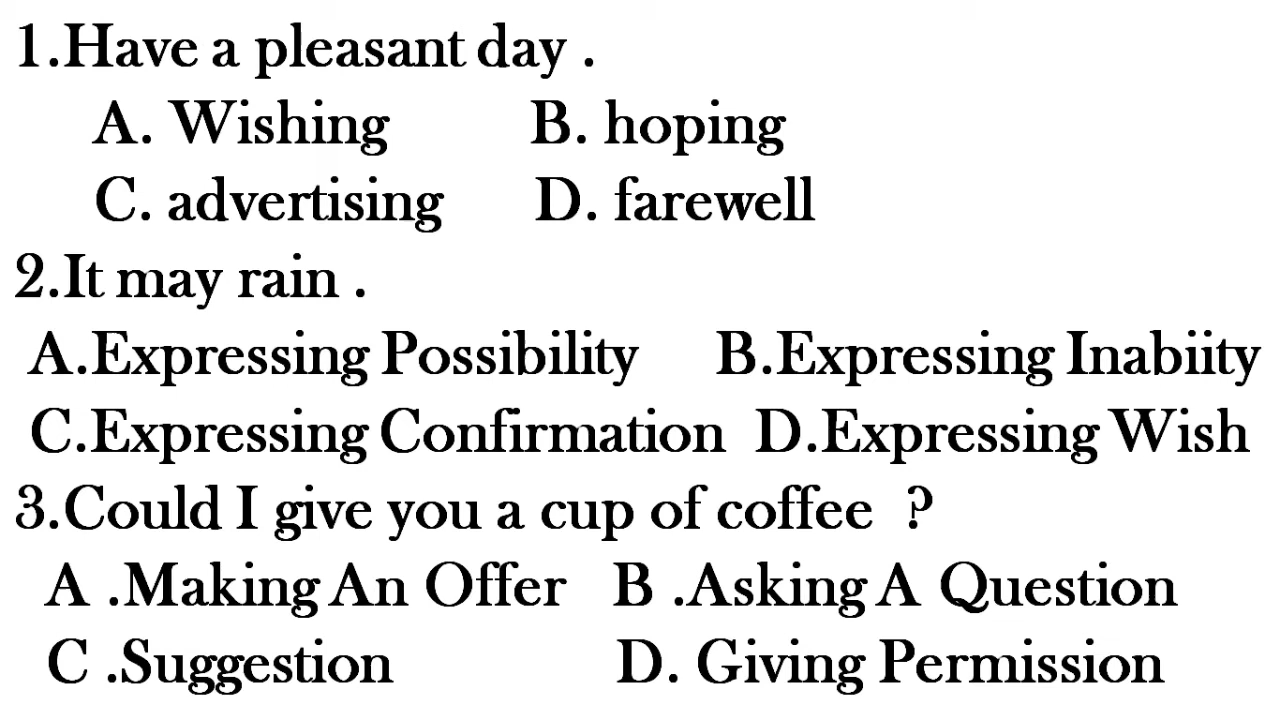 1.Have a pleasant day .
A. Wishing B. hoping
C. advertising D. farewell
2.It may rain .
A.Expressing Possibility B.Expressing Inabiity
C.Expressing Confirmation D.Expressing Wish
3.Could I give you a cup of coffee ?
A .Making An Offer B .Asking A Question
C .Suggestion D. Giving Permission